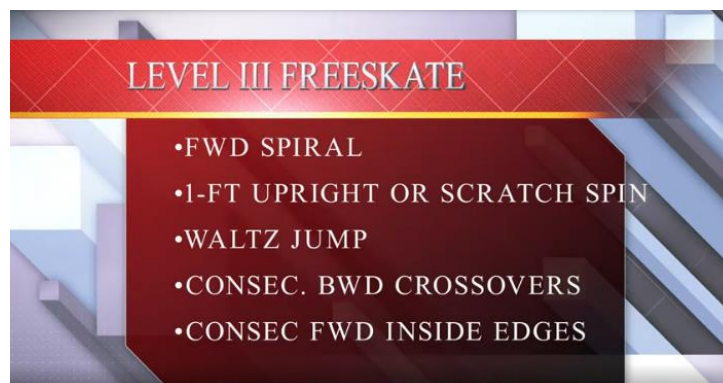 LEVEL III FREESKATE
•FWD SPIRAL
•1-FT UPRIGHT OR SCRATCH SPIN
•WALTZ JUMP
•CONSEC. BWD CROSSOVERS
•CONSEC FWD INSIDE EDGES